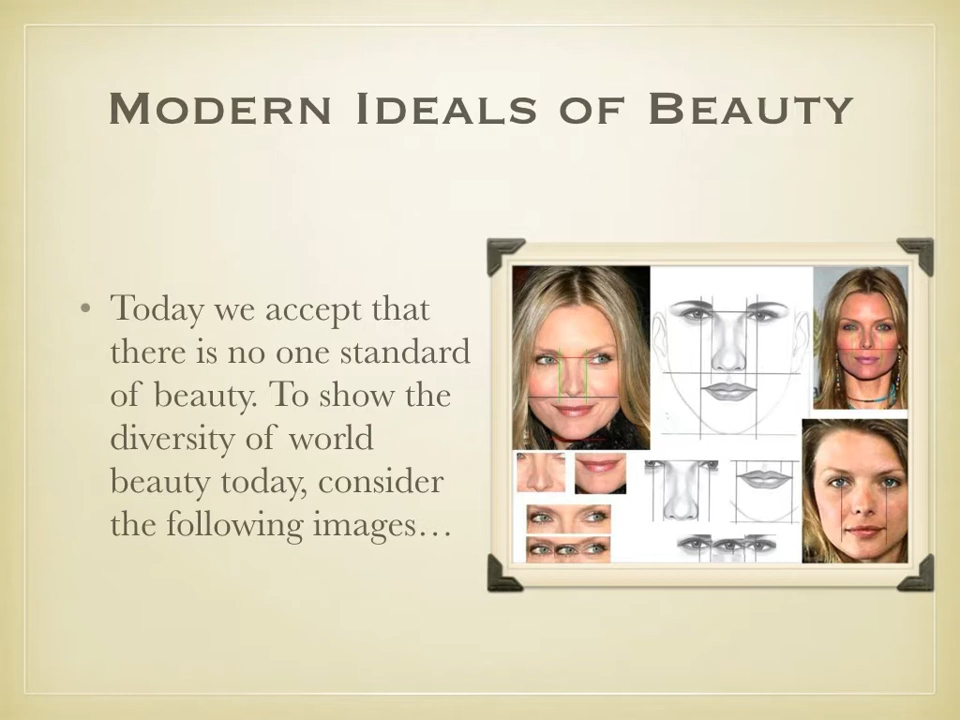 Modern Ideals of Beauty
• Today we accept that
there is no one standard
of beauty. To show the
diversity of world
beauty today, consider
the following images…